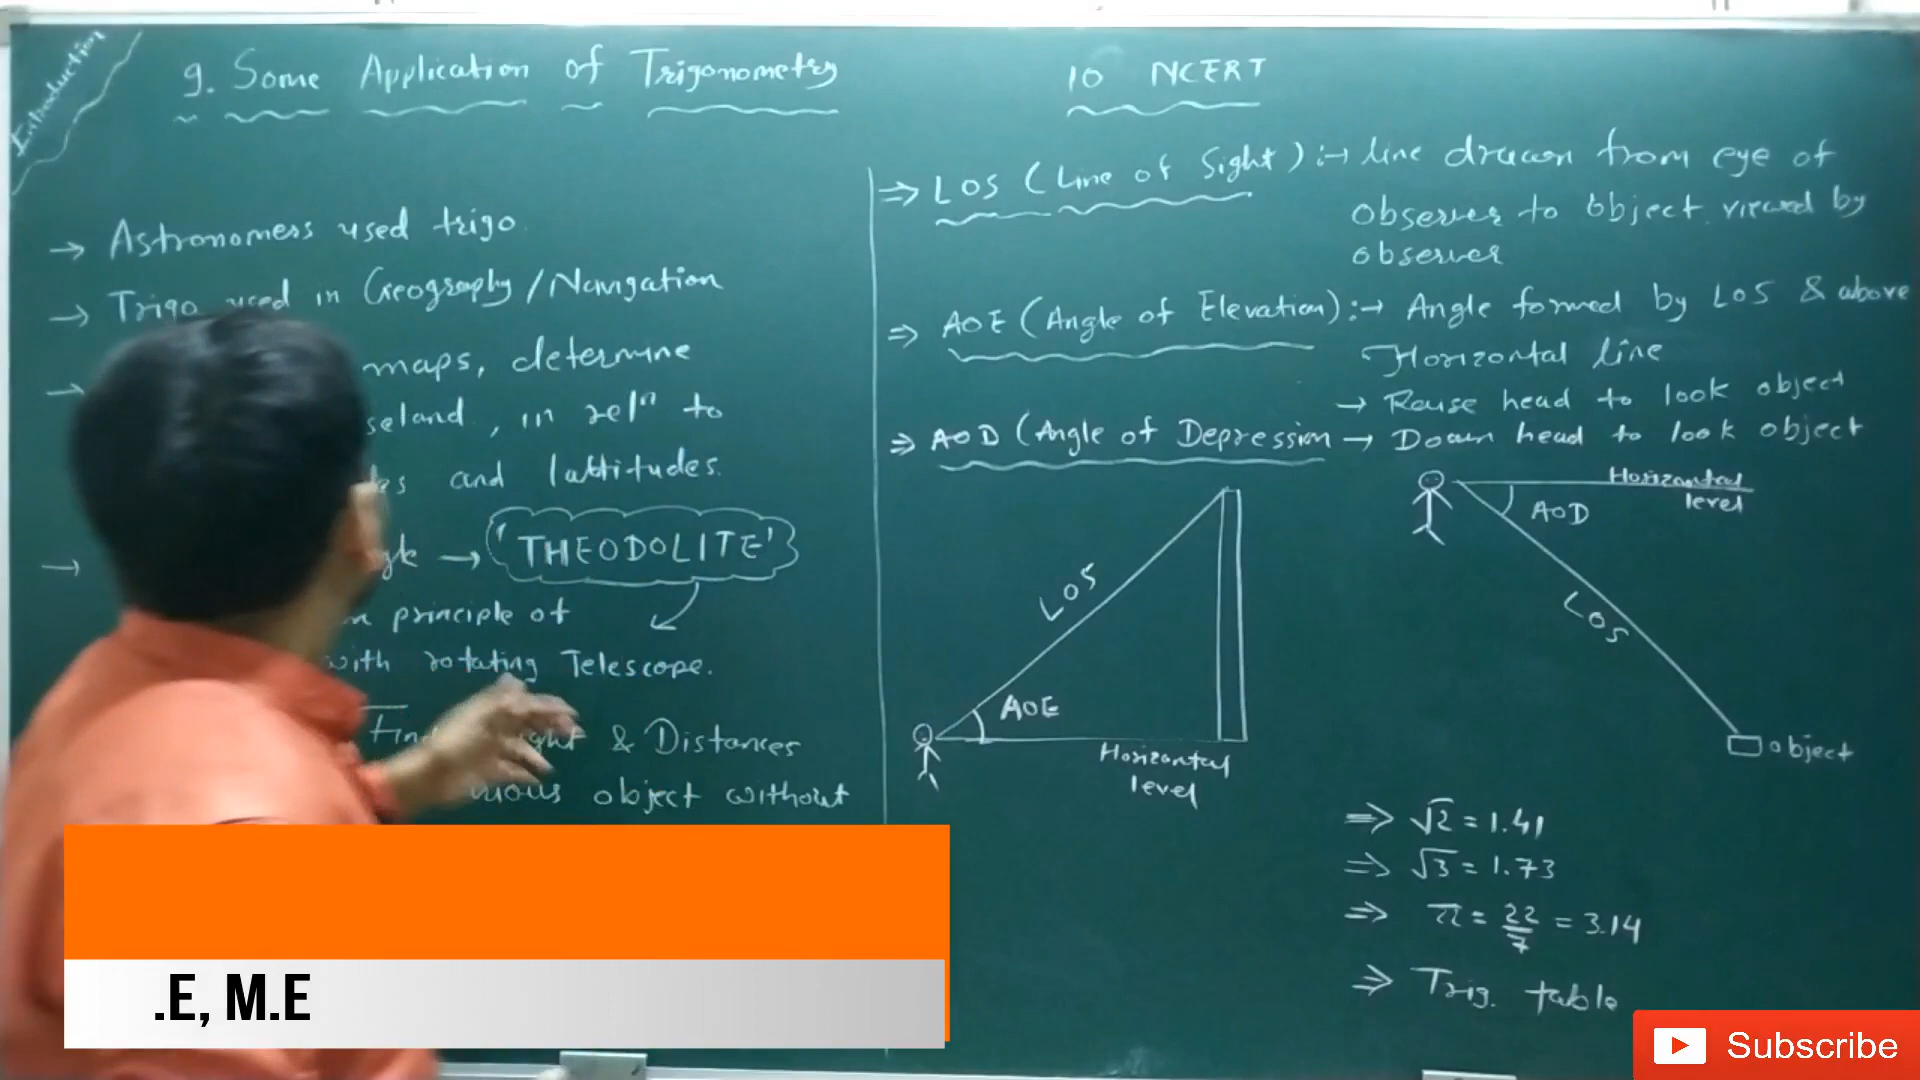 Introduction
9. Some Application of Trigonometry
10 NCERT
→ Astronomers used trigo.
→ Trigo used in Geography/Navigation
→ maps, determine
seland, in relⁿ to
es and lattitudes.
→ → 'THEODOLITE'
principle of
with rotating Telescope.
Find & Distances
object without
⇒ LOS (Line of Sight) :→ line drawn from eye of
observer to object viewed by
observer
⇒ AOE (Angle of Elevation) :→ Angle formed by LOS & above
Horizontal line
→ Rause head to look object
⇒ AOD (Angle of Depression → Down head to look object
LOS
AOE
Horizontal
level
Horizontal
level
AOD
LOS
object
⇒ √2 = 1.41
⇒ √3 = 1.73
⇒ π = 22/7 = 3.14
⇒ Trig. table
.E, M.E
Subscribe